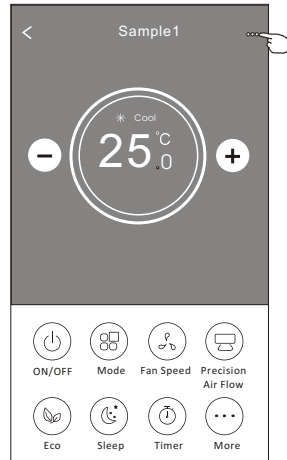 Sample1
Cool
25.0°C
ON/OFF Mode Fan Speed Precision Air Flow
Eco Sleep Timer More